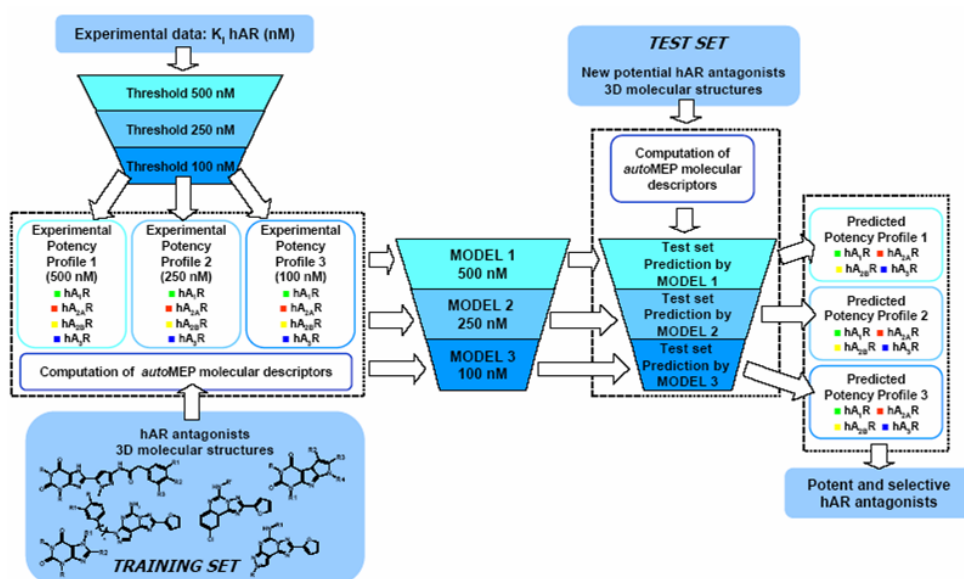 Experimental data: KI hAR (nM)
Threshold 500 nM
Threshold 250 nM
Threshold 100 nM
Experimental
Potency
Profile 1
(500 nM)
hA1R
hA2AR
hA2BR
hA3R
Experimental
Potency
Profile 2
(250 nM)
hA1R
hA2AR
hA2BR
hA3R
Experimental
Potency
Profile 3
(100 nM)
hA1R
hA2AR
hA2BR
hA3R
Computation of autoMEP molecular descriptors
hAR antagonists
3D molecular structures
TRAINING SET
MODEL 1
500 nM
MODEL 2
250 nM
MODEL 3
100 nM
TEST SET
New potential hAR antagonists
3D molecular structures
Computation of
autoMEP molecular
descriptors
Test set
Prediction by
MODEL 1
Test set
Prediction by
MODEL 2
Test set
Prediction by
MODEL 3
Predicted
Potency Profile 1
hA1R hA2AR
hA2BR hA3R
Predicted
Potency Profile 2
hA1R hA2AR
hA2BR hA3R
Predicted
Potency Profile 3
hA1R hA2AR
hA2BR hA3R
Potent and selective
hAR antagonists